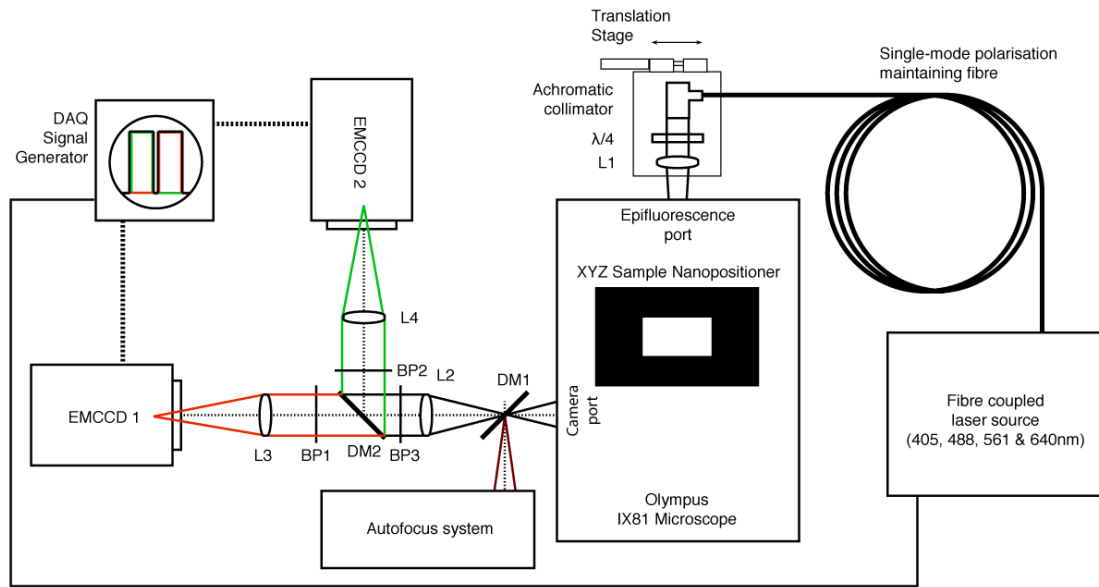 Translation
Stage
Single-mode polarisation
maintaining fibre
Achromatic
collimator
λ/4
L1
DAQ
Signal
Generator
EMCCD 2
Epifluorescence
port
XYZ Sample Nanopositioner
L4
BP2
L2
DM1
EMCCD 1
Camera
port
Fibre coupled
laser source
(405, 488, 561 & 640nm)
L3
BP1
DM2
BP3
Autofocus system
Olympus
IX81 Microscope